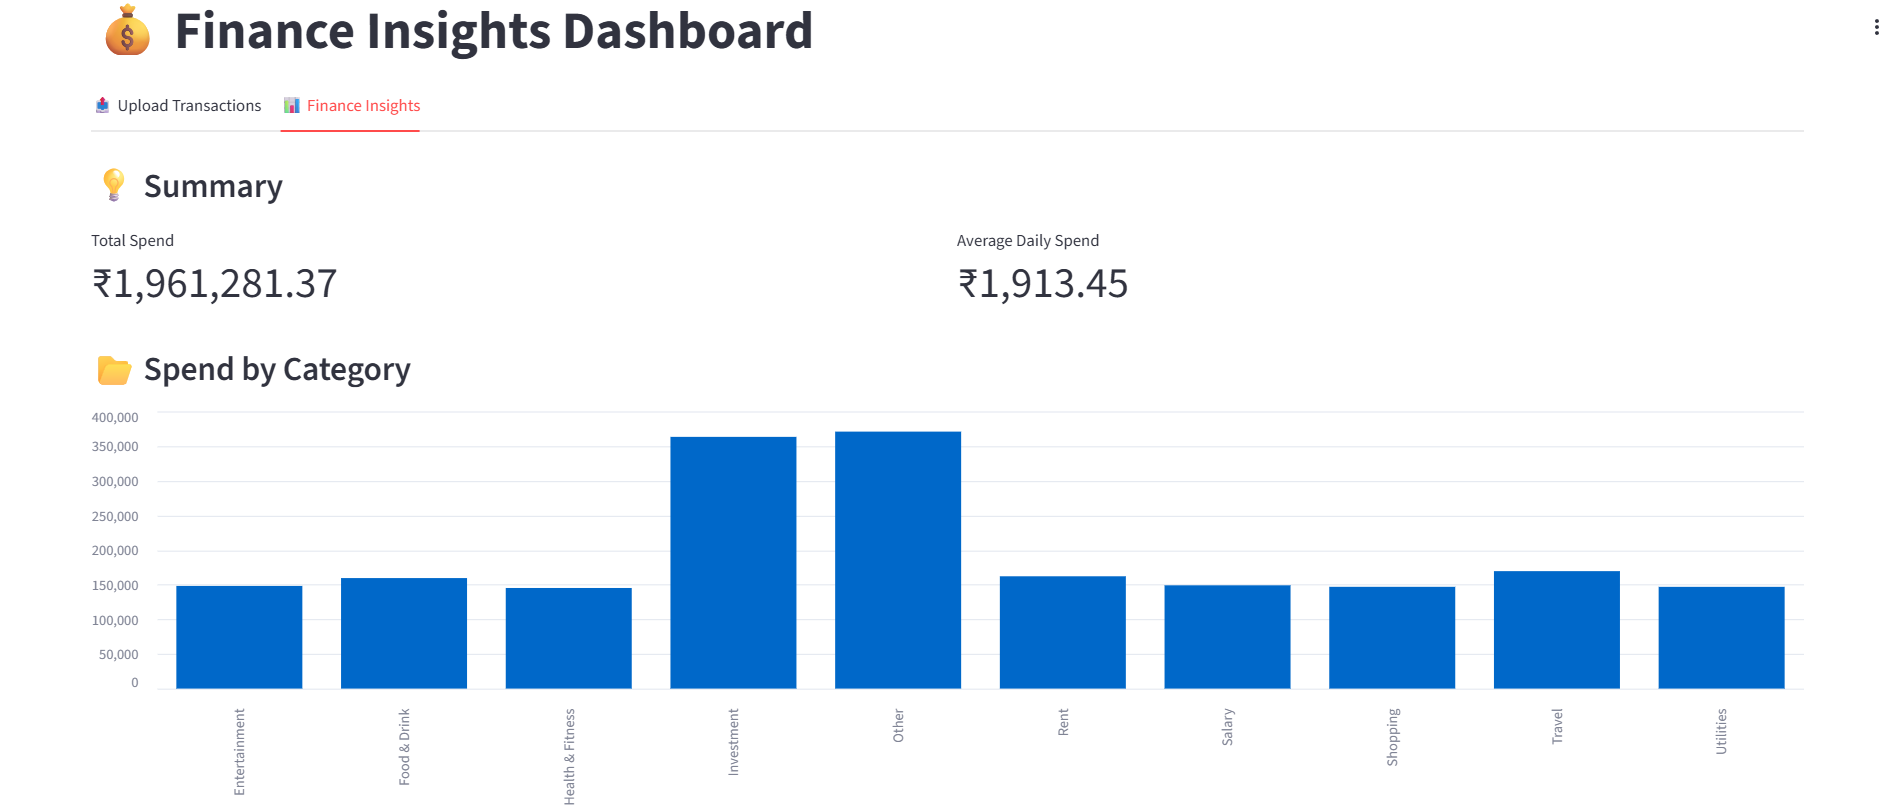 Finance Insights Dashboard
Upload Transactions
Finance Insights
Summary
Total Spend
₹1,961,281.37
Average Daily Spend
₹1,913.45
Spend by Category
400,000
350,000
300,000
250,000
200,000
150,000
100,000
50,000
0
Entertainment
Food & Drink
Health & Fitness
Investment
Other
Rent
Salary
Shopping
Travel
Utilities